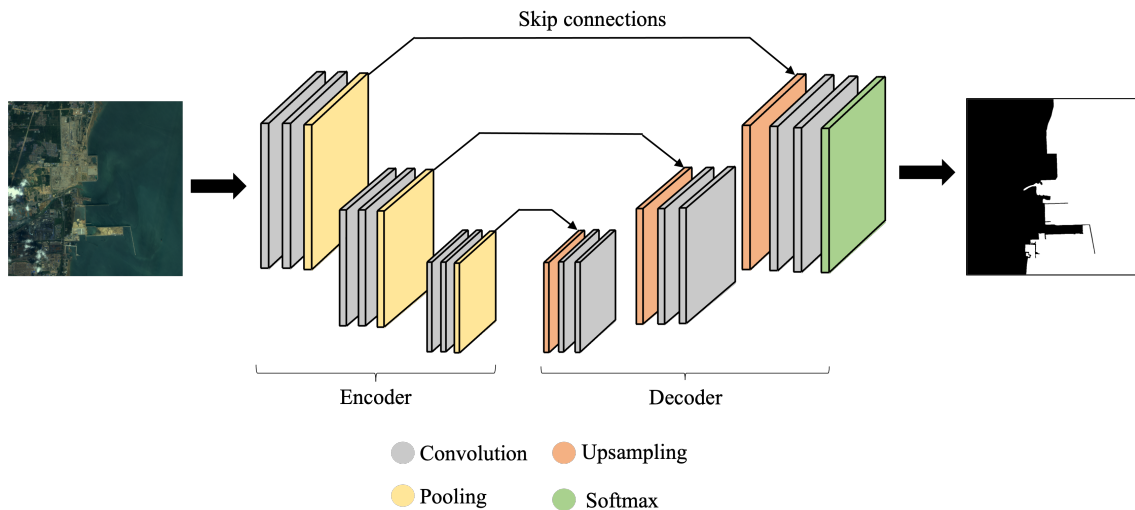 Skip connections
Encoder
Decoder
Convolution
Upsampling
Pooling
Softmax